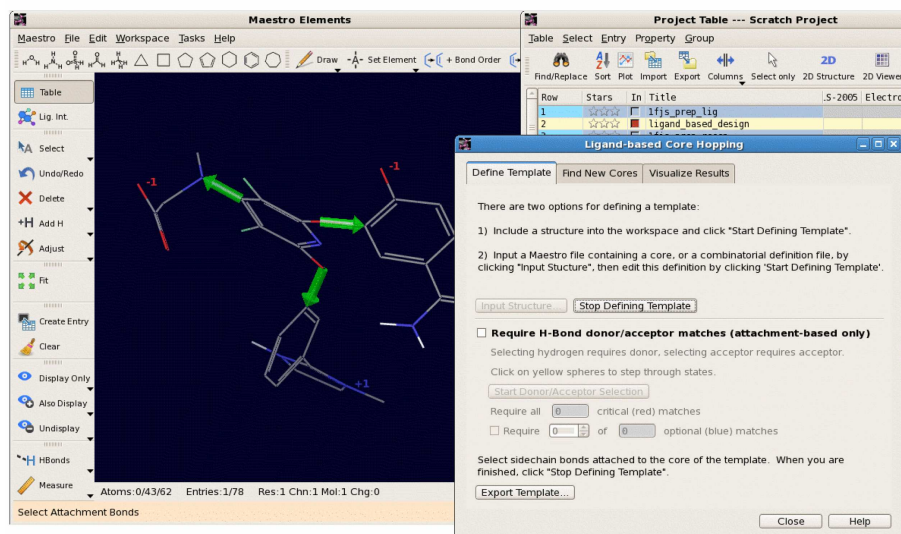 Maestro Elements
Maestro File Edit Workspace Tasks Help
Draw -A- Set Element + Bond Order
Table
Lig. Int.
Select
Undo/Redo
Delete
+H Add H
Adjust
Fit
Create Entry
Clear
Display Only
Also Display
Undisplay
HBonds
Measure
-1
-1
+1
Atoms:0/43/62 Entries:1/78 Res:1 Chn:1 Mol:1 Chg:0
Select Attachment Bonds
Project Table --- Scratch Project
Table Select Entry Property Group
2D
Find/Replace Sort Plot Import Export Columns Select only 2D Structure 2D Viewer
Row Stars In Title .S-2005 Electro
1 1fjs_prep_lig
2 ligand_based_design
Ligand-based Core Hopping
Define Template Find New Cores Visualize Results
There are two options for defining a template:
1) Include a structure into the workspace and click "Start Defining Template".
2) Input a Maestro file containing a core, or a combinatorial definition file, by
clicking "Input Stucture", then edit this definition by clicking 'Start Defining Template'.
Input Structure Stop Defining Template
Require H-Bond donor/acceptor matches (attachment-based only)
Selecting hydrogen requires donor, selecting acceptor requires acceptor.
Click on yellow spheres to step through states.
Start Donor/Acceptor Selection
Require all 0 critical (red) matches
Require 0 of 0 optional (blue) matches
Select sidechain bonds attached to the core of the template. When you are
finished, click "Stop Defining Template".
Export Template...
Close Help